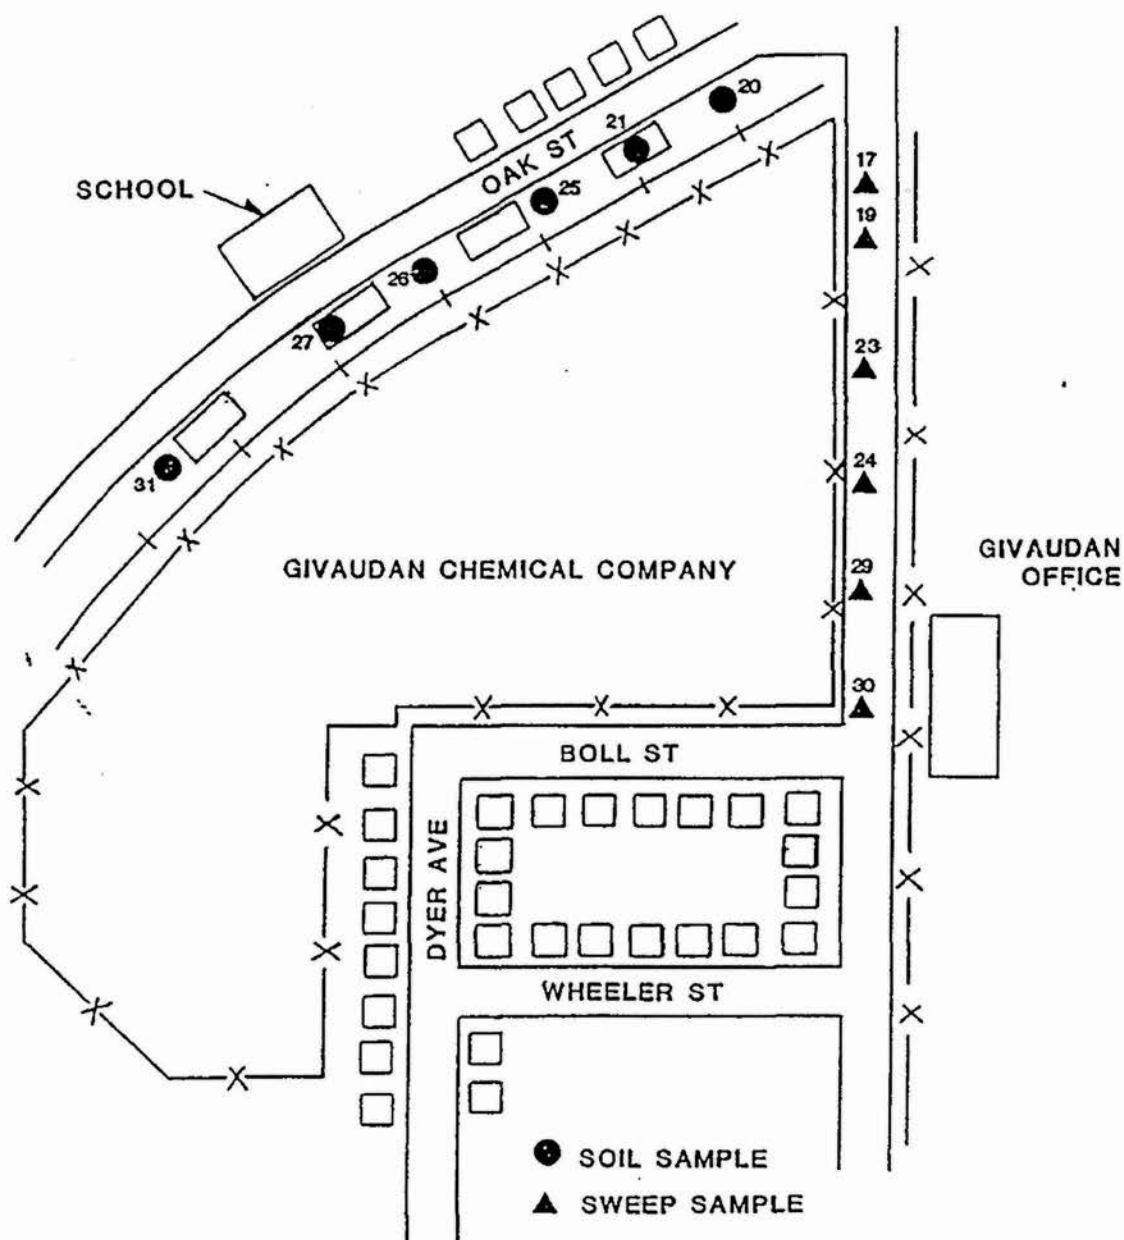 20
21
OAK ST
17
SCHOOL
25
19
26
27
23
31
24
GIVAUDAN CHEMICAL COMPANY
GIVAUDAN
OFFICE
29
30
BOLL ST
DYER AVE
WHEELER ST
SOIL SAMPLE
SWEEP SAMPLE